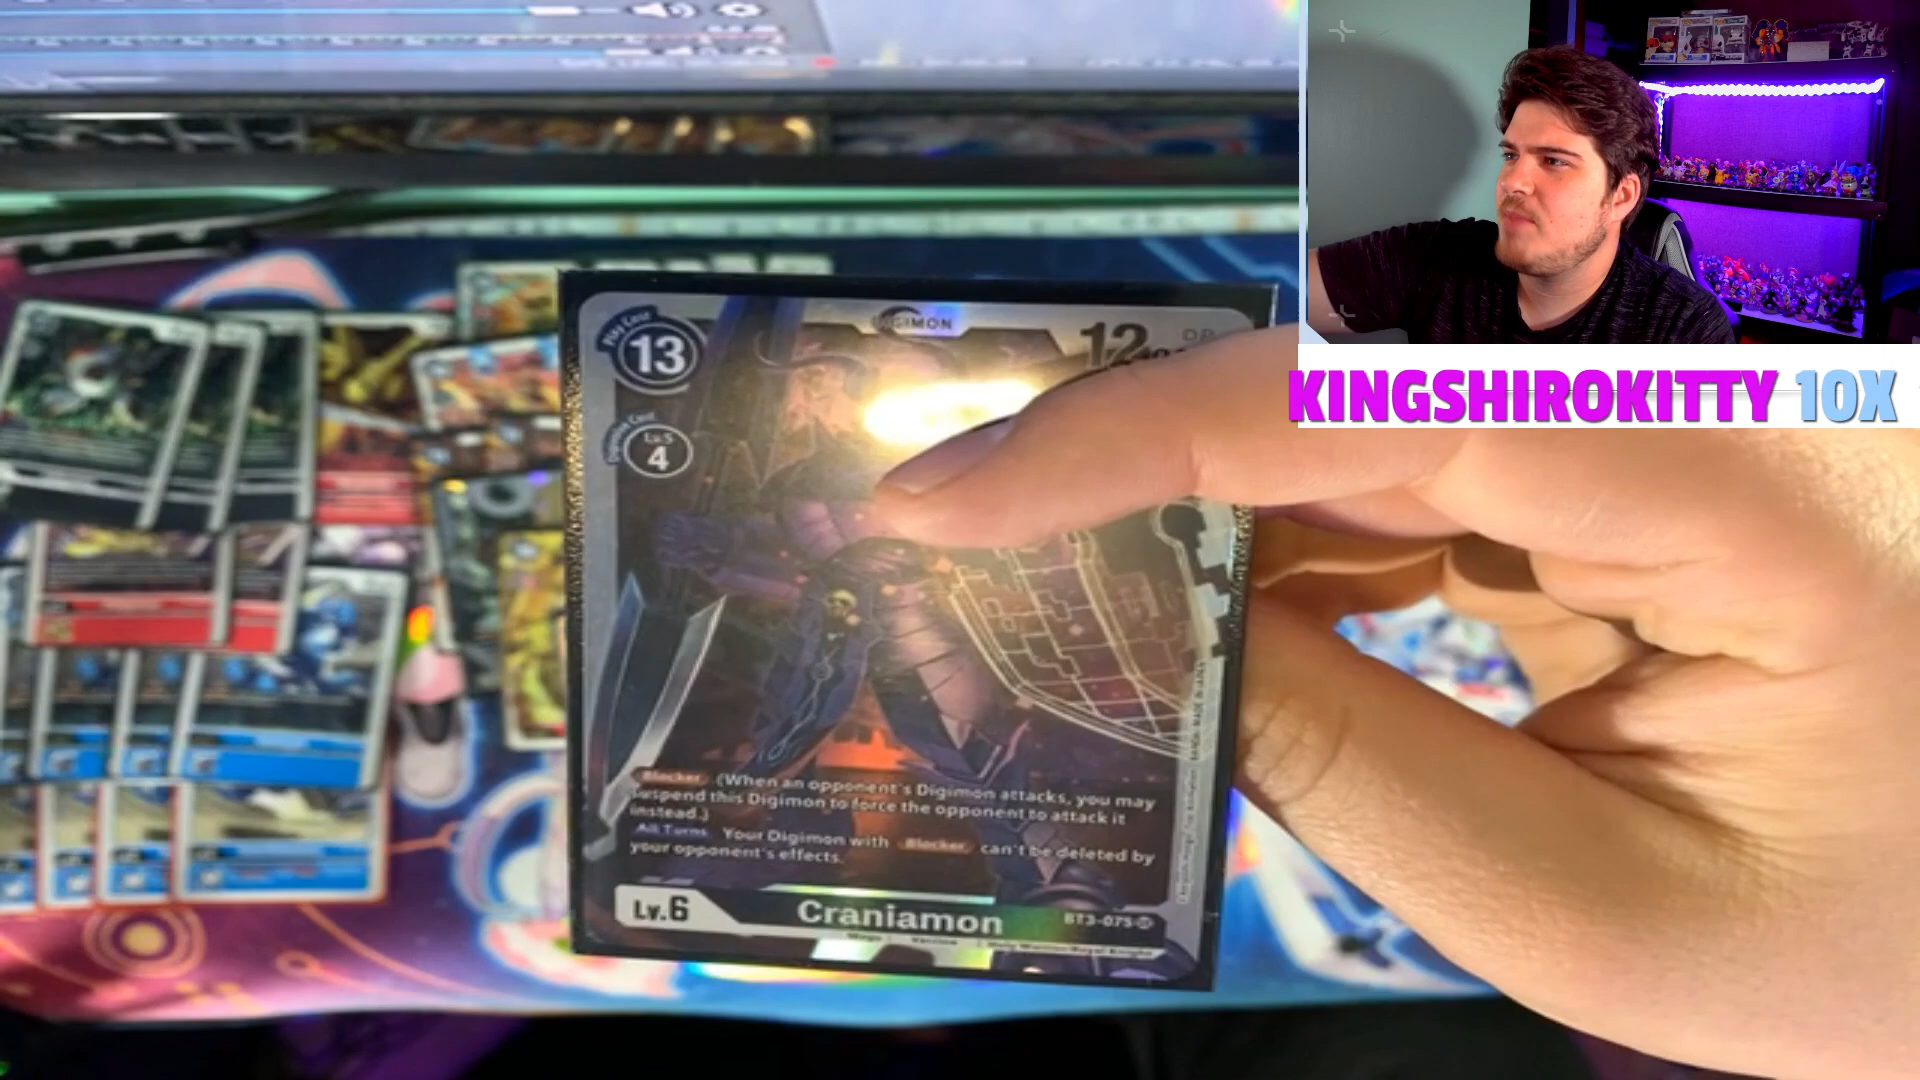 KINGSHIROKITTY 10X
Play Cost
13
DIGIMON
12
DP
Lv.5
4
Blocker (When an opponent's Digimon attacks, you may
suspend this Digimon to force the opponent to attack it
instead.)
All Turns Your Digimon with Blocker can't be deleted by
your opponent's effects.
Lv.6
Craniamon
BT3-075